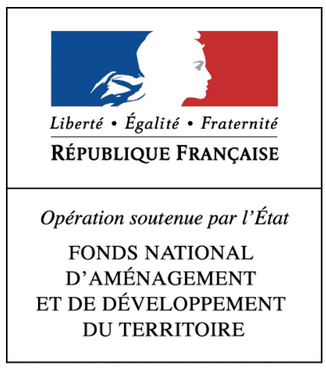 Liberté • Égalité • Fraternité
RÉPUBLIQUE FRANÇAISE
Opération soutenue par l’État
FONDS NATIONAL
D’AMÉNAGEMENT
ET DE DÉVELOPPEMENT
DU TERRITOIRE